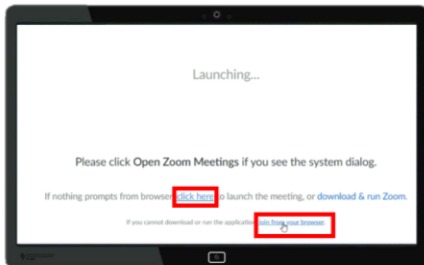 Launching...
Please click Open Zoom Meetings if you see the system dialog.
If nothing prompts from browser, click here to launch the meeting, or download & run Zoom.
If you cannot download or run the application, join from your browser.